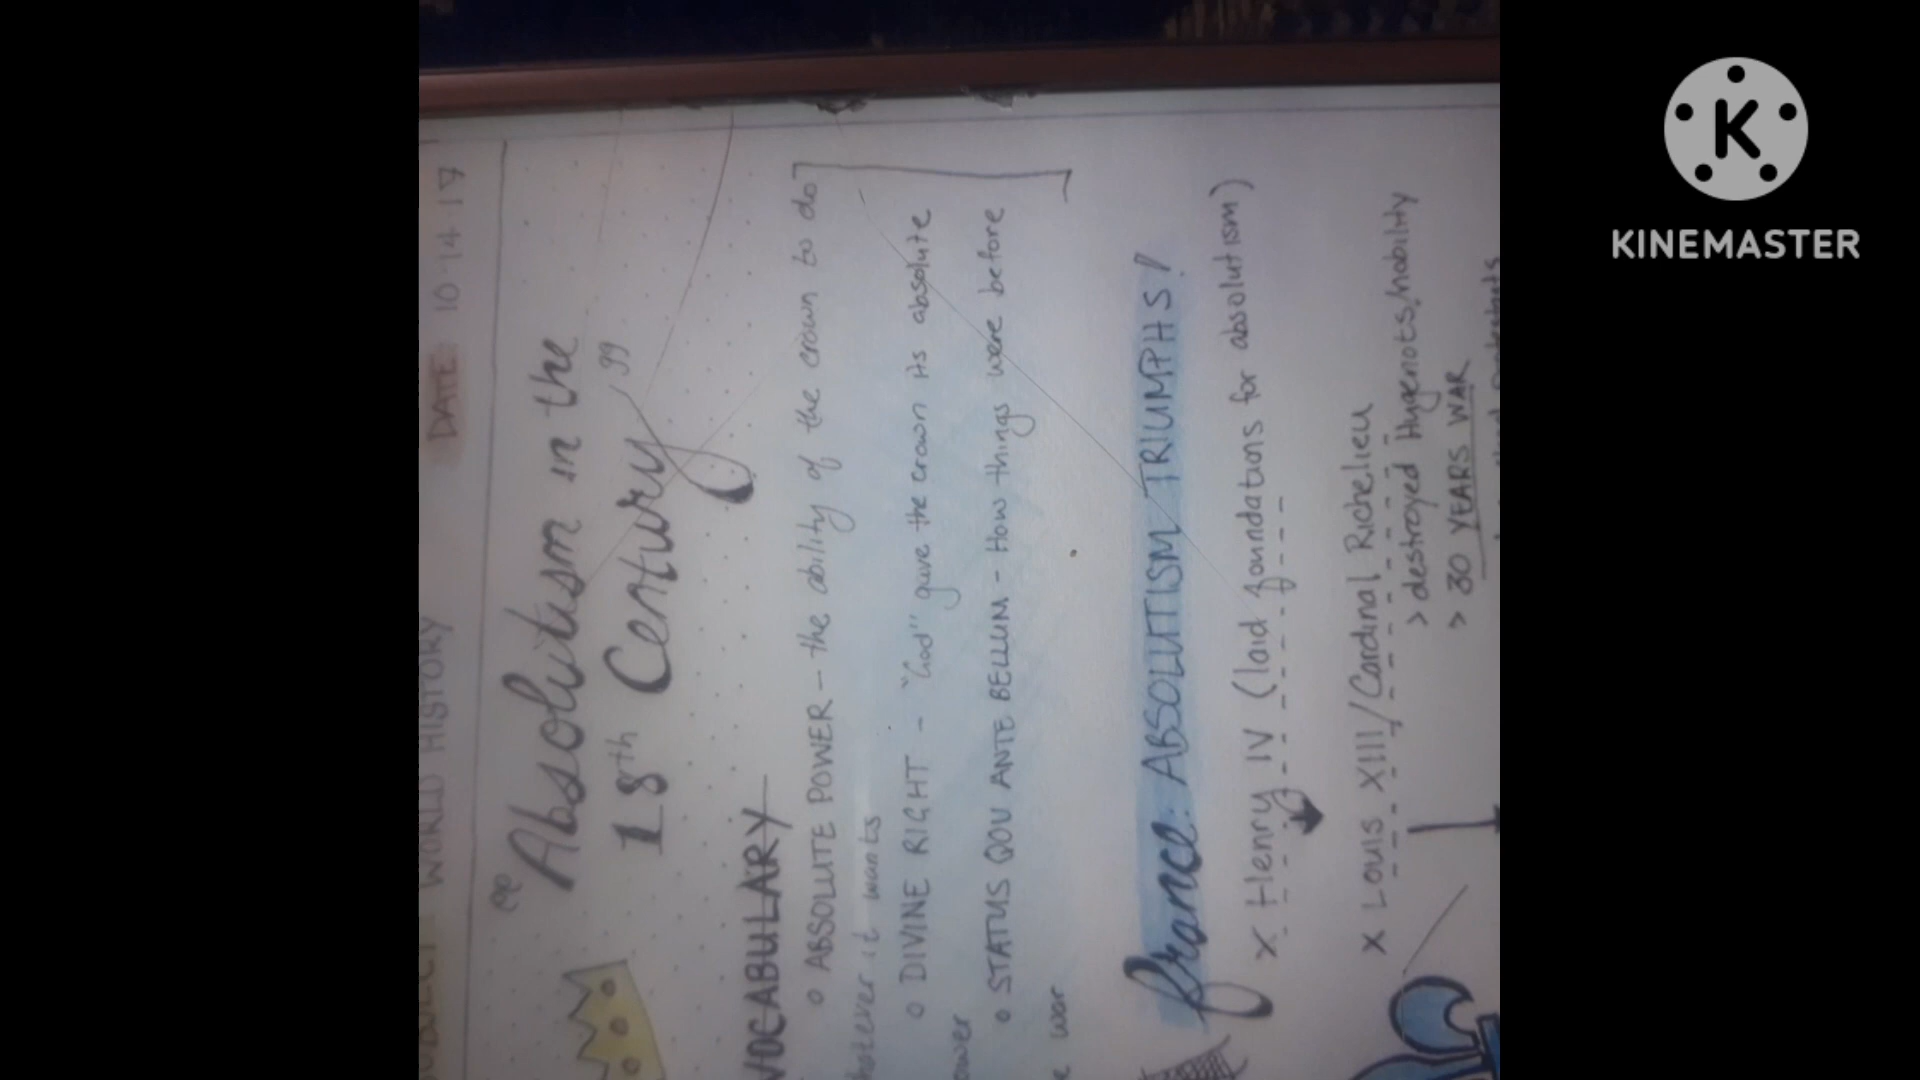 WORLD HISTORY DATE 10·14·17
"Absolutism in the
18th Century"
VOCABULARY
o ABSOLUTE POWER - the ability of the crown to do
hatever it wants
o DIVINE RIGHT - "God" gave the crown its absolute
ower
o STATUS QOU ANTE BELLUM - How things were before
e war
france: ABSOLUTISM TRIUMPHS!
x Henry IV (laid foundations for absolutism)
x Louis XIII/Cardinal Richelieu
> destroyed Hugenots/nobility
> 30 YEARS WAR
K
KINEMASTER